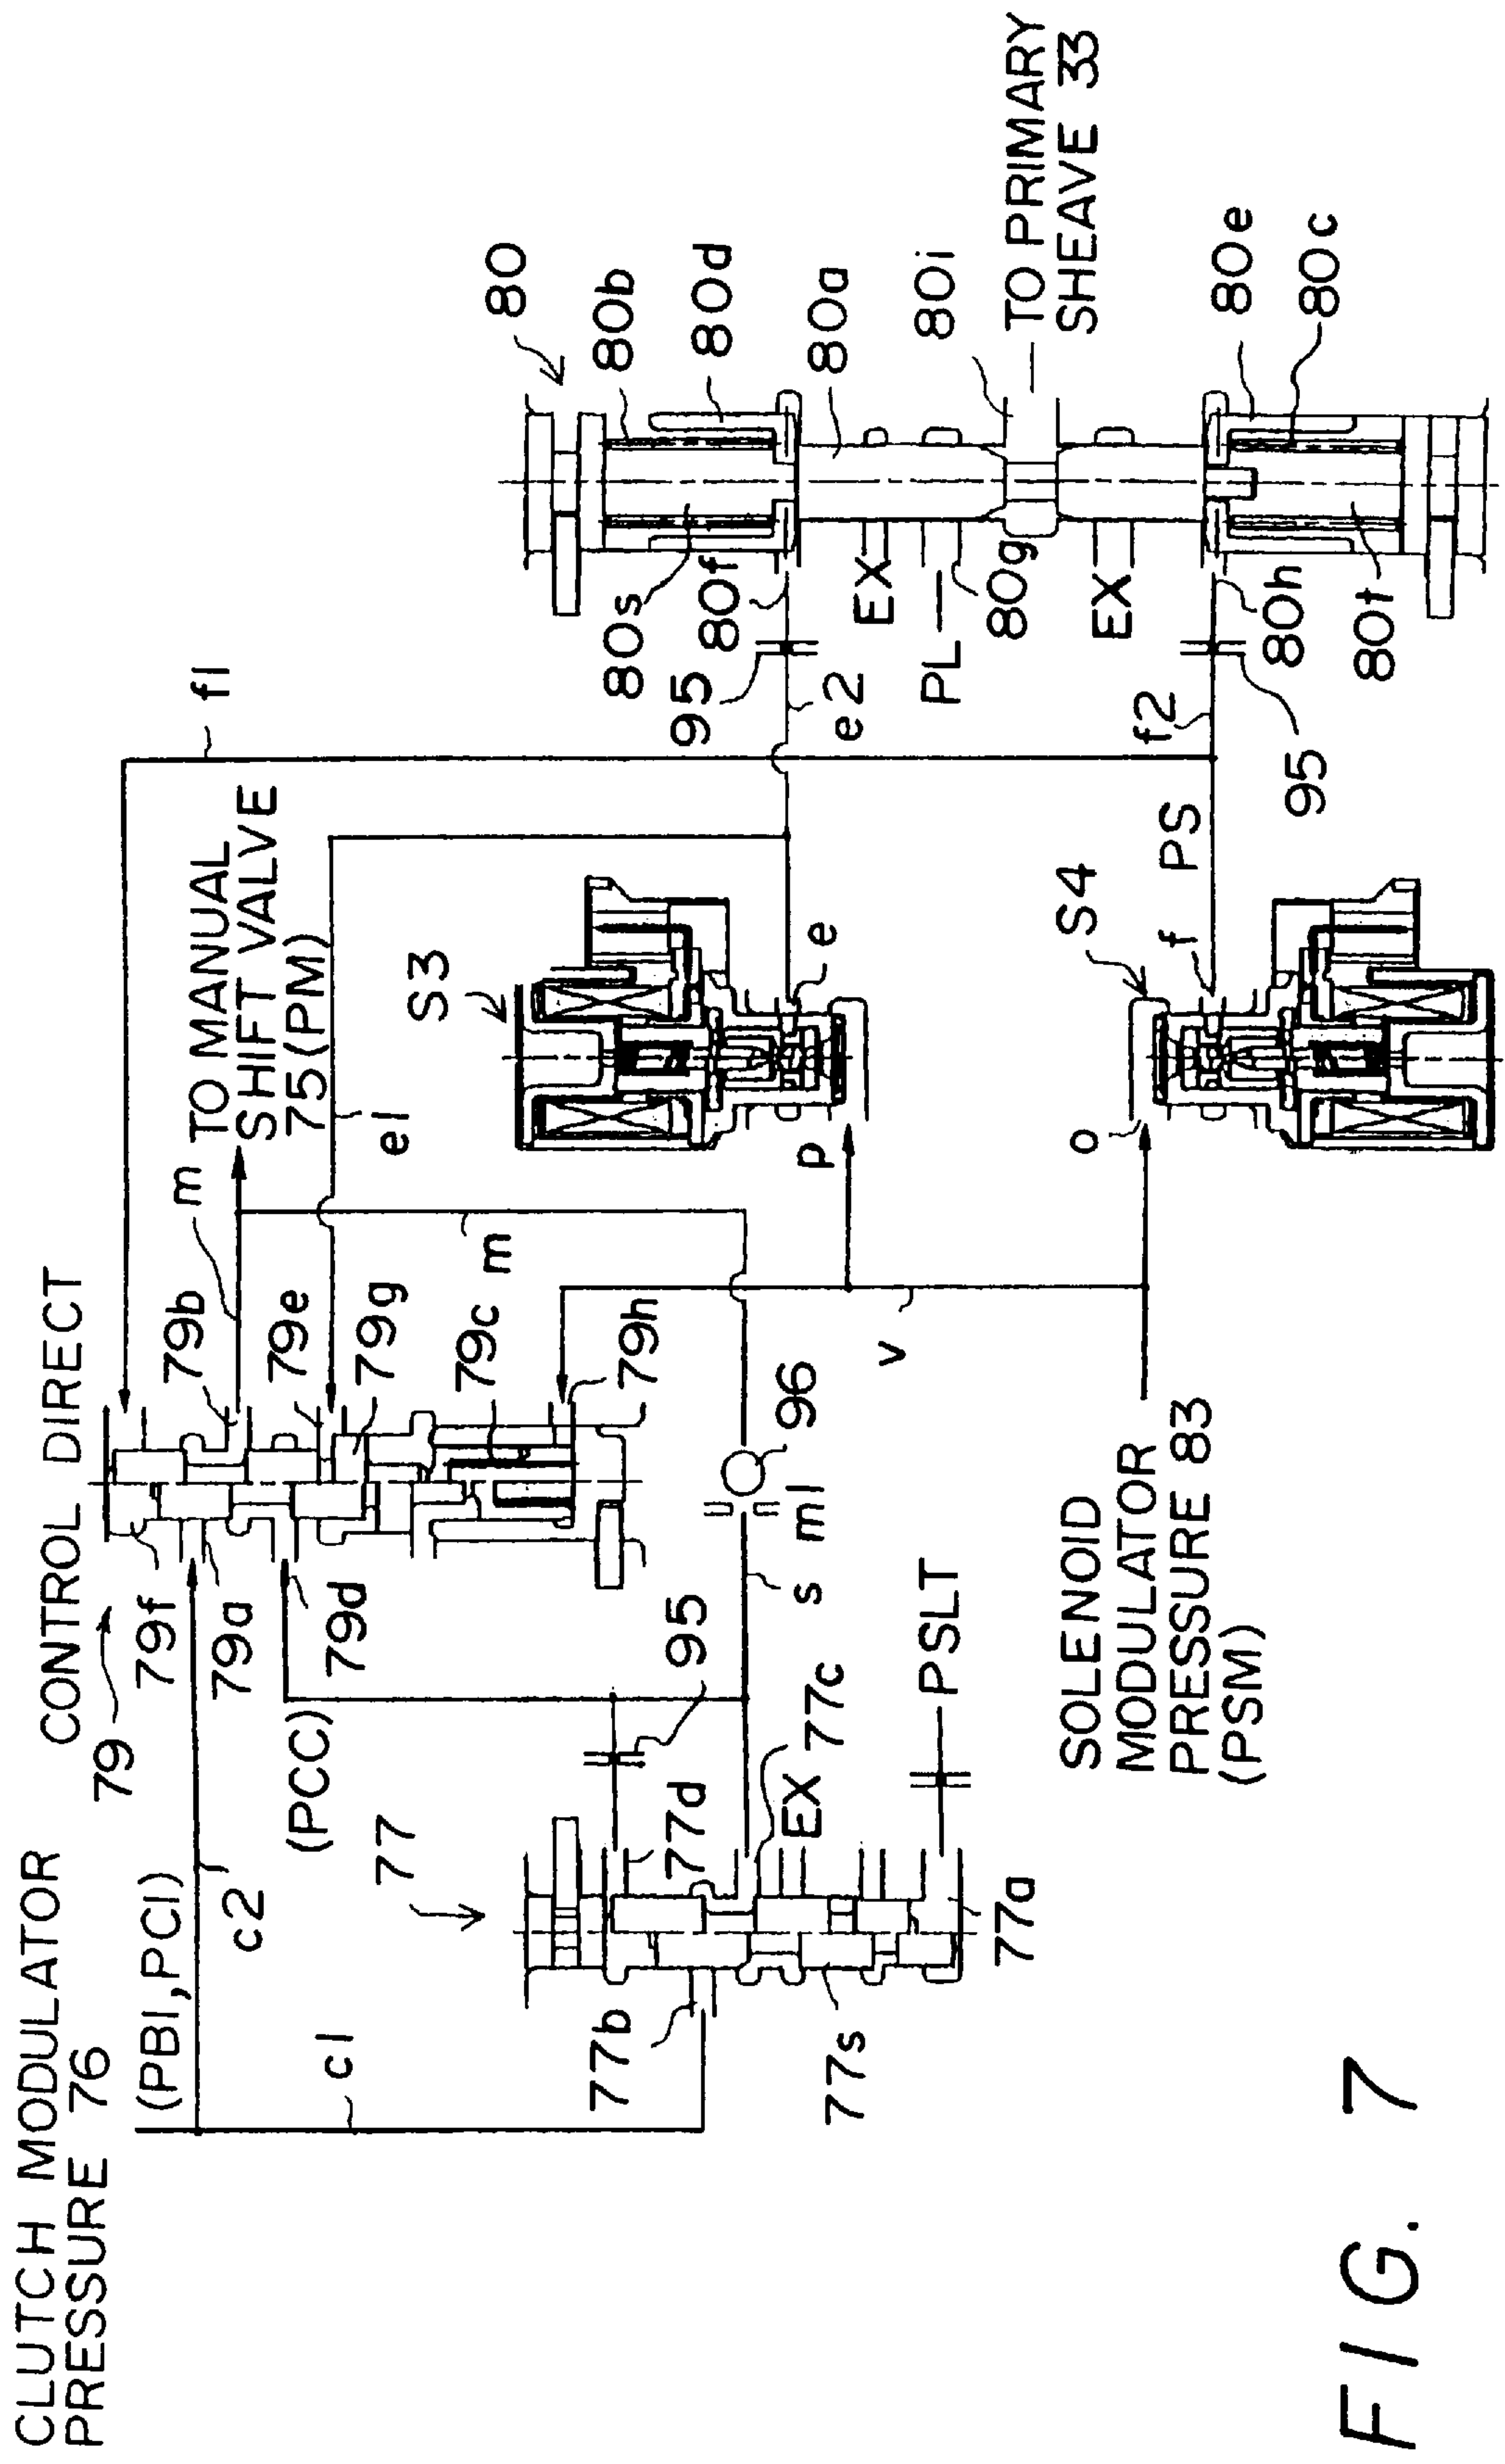 CLUTCH MODULATOR
PRESSURE 76
(PB1,PC1)
c2
c1
CONTROL DIRECT
79
79f
79a
79d
79b
79e
79g
79c
79h
m
TO MANUAL
SHIFT VALVE
75(PM)
f1
e1
m
(PCC)
77
77d
77b
77s
77a
77c
EX
95
PSLT
s
m1
96
v
SOLENOID
MODULATOR
PRESSURE 83
(PSM)
S3
e
p
S4
f
o
PS
e2
f2
95
95
80
80b
80d
80a
80i
TO PRIMARY
SHEAVE 33
80e
80c
80s
80f
EX
PL
80g
EX
80h
80t
FIG. 7